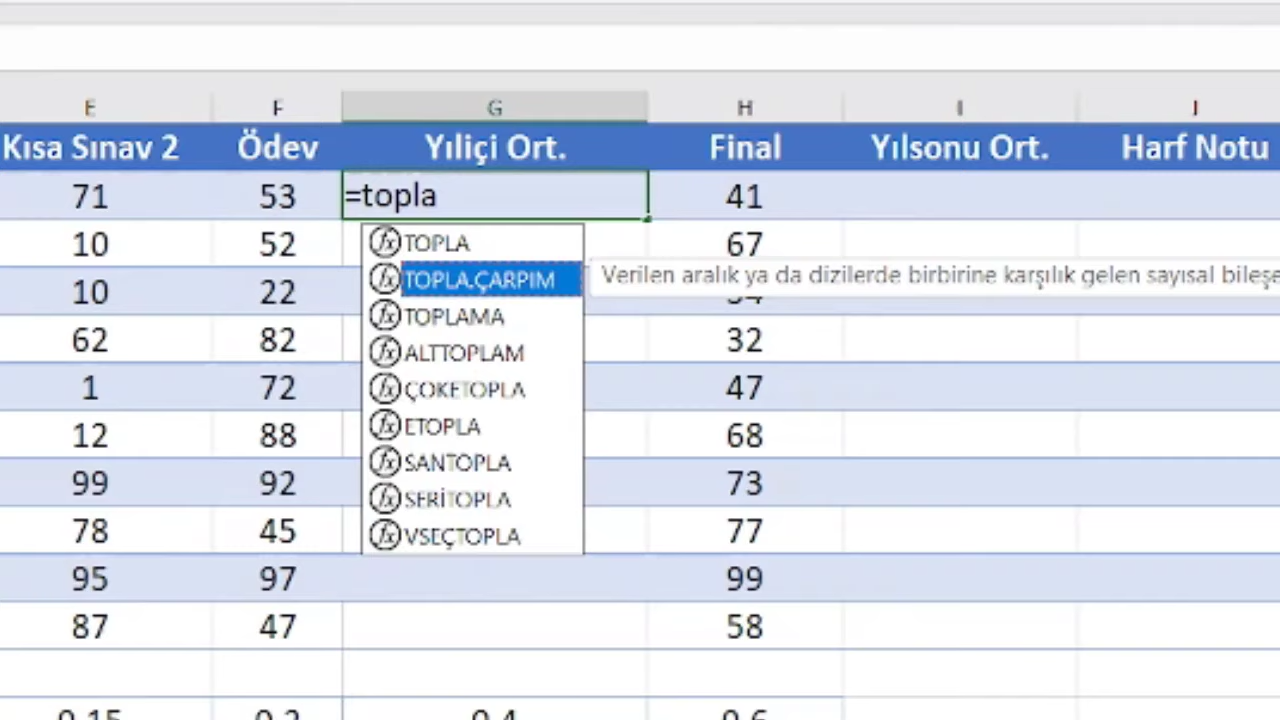 E F G H I J
Kısa Sınav 2 Ödev Yıliçi Ort. Final Yılsonu Ort. Harf Notu
71 53 =topla 41
10 52 TOPLA 67
TOPLA.ÇARPIM Verilen aralık ya da dizilerde birbirine karşılık gelen sayısal
10 22
TOPLAMA
62 82 ALTTOPLAM 32
1 72 ÇOKETOPLA 47
12 88 ETOPLA 68
99 92 SANTOPLA 73
SERİTOPLA
78 45 VSEÇTOPLA 77
95 97 99
87 47 58
0.15 0.2 0.4 0.6